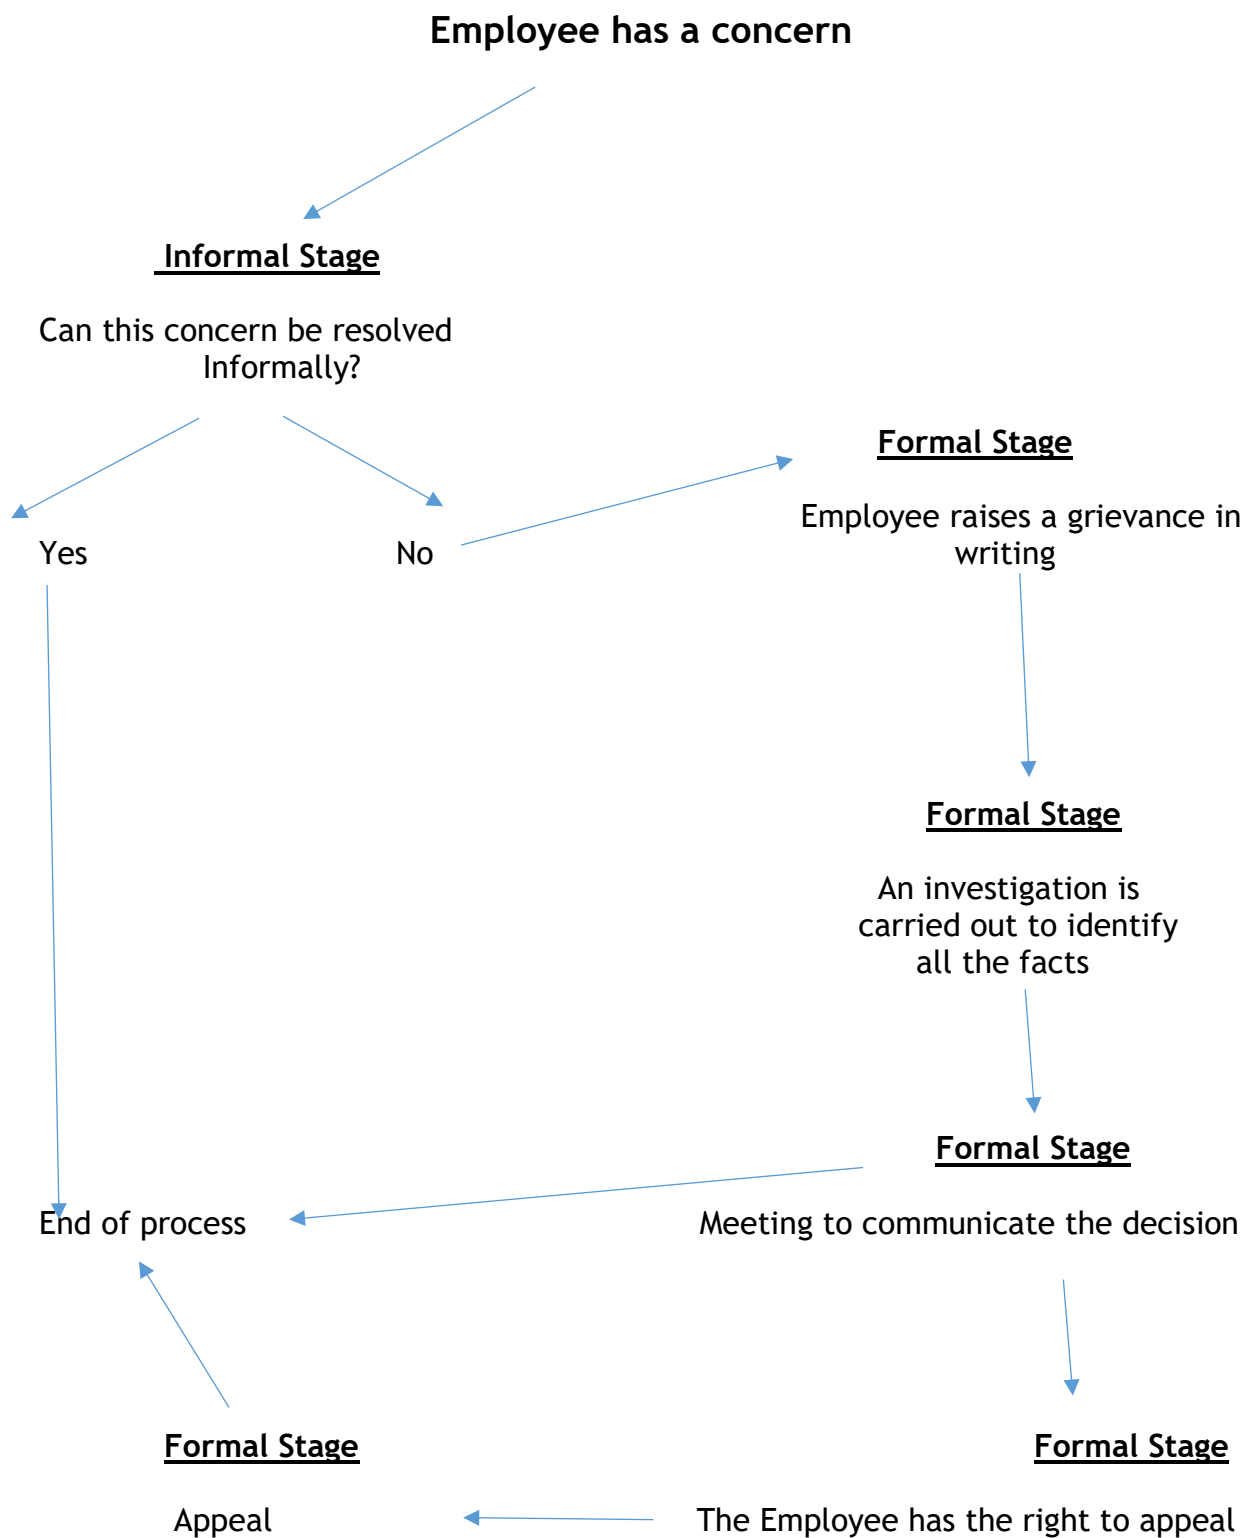 Employee has a concern
Informal Stage
Can this concern be resolved
Informally?
Formal Stage
Employee raises a grievance in
writing
Yes
No
Formal Stage
An investigation is
carried out to identify
all the facts
Formal Stage
End of process
Meeting to communicate the decision
Formal Stage
Formal Stage
Appeal
The Employee has the right to appeal